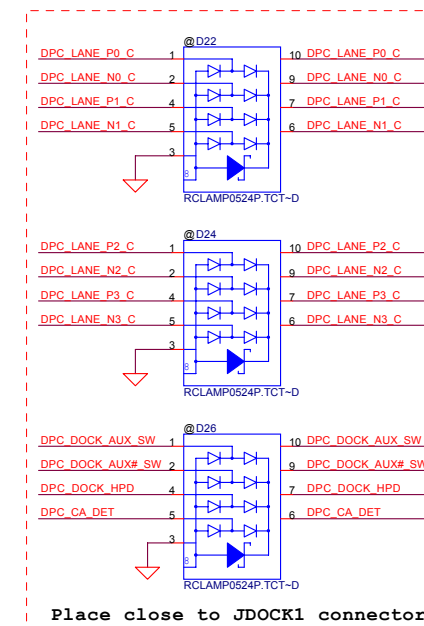 @D22
DPC_LANE_P0_C 1 10 DPC_LANE_P0_C
DPC_LANE_N0_C 2 9 DPC_LANE_N0_C
DPC_LANE_P1_C 4 7 DPC_LANE_P1_C
DPC_LANE_N1_C 5 6 DPC_LANE_N1_C
3
8
RCLAMP0524P.TCT~D
@D24
DPC_LANE_P2_C 1 10 DPC_LANE_P2_C
DPC_LANE_N2_C 2 9 DPC_LANE_N2_C
DPC_LANE_P3_C 4 7 DPC_LANE_P3_C
DPC_LANE_N3_C 5 6 DPC_LANE_N3_C
3
8
RCLAMP0524P.TCT~D
@D26
DPC_DOCK_AUX_SW 1 10 DPC_DOCK_AUX_SW
DPC_DOCK_AUX#_SW 2 9 DPC_DOCK_AUX#_SW
DPC_DOCK_HPD 4 7 DPC_DOCK_HPD
DPC_CA_DET 5 6 DPC_CA_DET
3
8
RCLAMP0524P.TCT~D
Place close to JDOCK1 connector